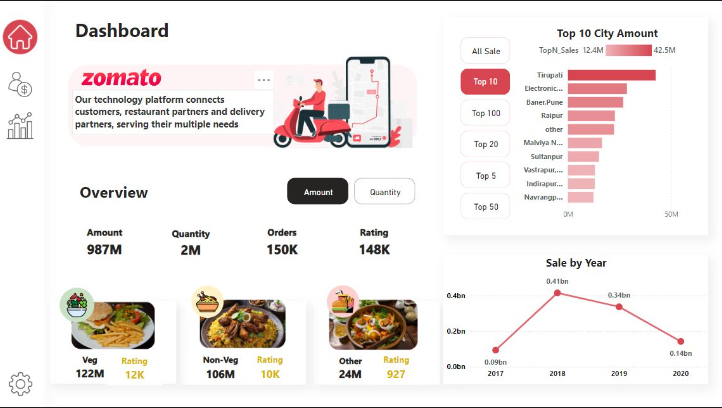 Dashboard
zomato
...
Our technology platform connects
customers, restaurant partners and delivery
partners, serving their multiple needs
Overview
Amount
Quantity
Amount
987M
Quantity
2M
Orders
150K
Rating
148K
Veg
122M
Rating
12K
Non-Veg
106M
Rating
10K
Other
24M
Rating
927
All Sale
Top 10
Top 100
Top 20
Top 5
Top 50
Top 10 City Amount
TopN_Sales 12.4M 42.5M
Tirupati
Electronic...
Baner,Pune
Raipur
other
Malviya N...
Sultanpur
Vastrapur,...
Indirapur...
Navrangp...
0M 50M
Sale by Year
0.4bn
0.2bn
0.0bn
0.09bn
0.41bn
0.34bn
0.14bn
2017 2018 2019 2020